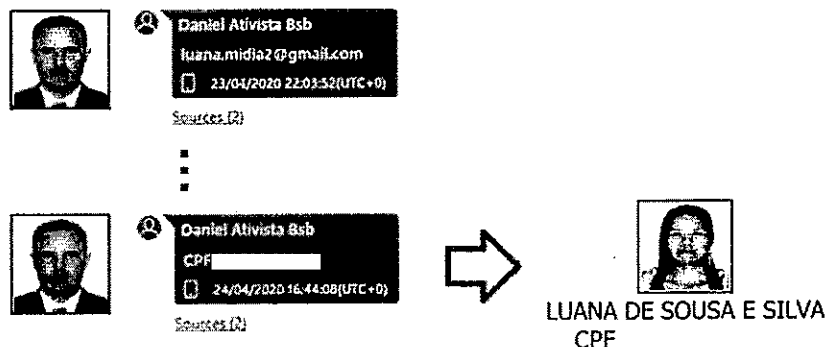 Daniel Ativista Bsb
luana.midia2@gmail.com
23/04/2020 22:03:52(UTC+0)
Sources (2)
Daniel Ativista Bsb
CPF
24/04/2020 16:44:08(UTC+0)
Sources (2)
LUANA DE SOUSA E SILVA
CPF